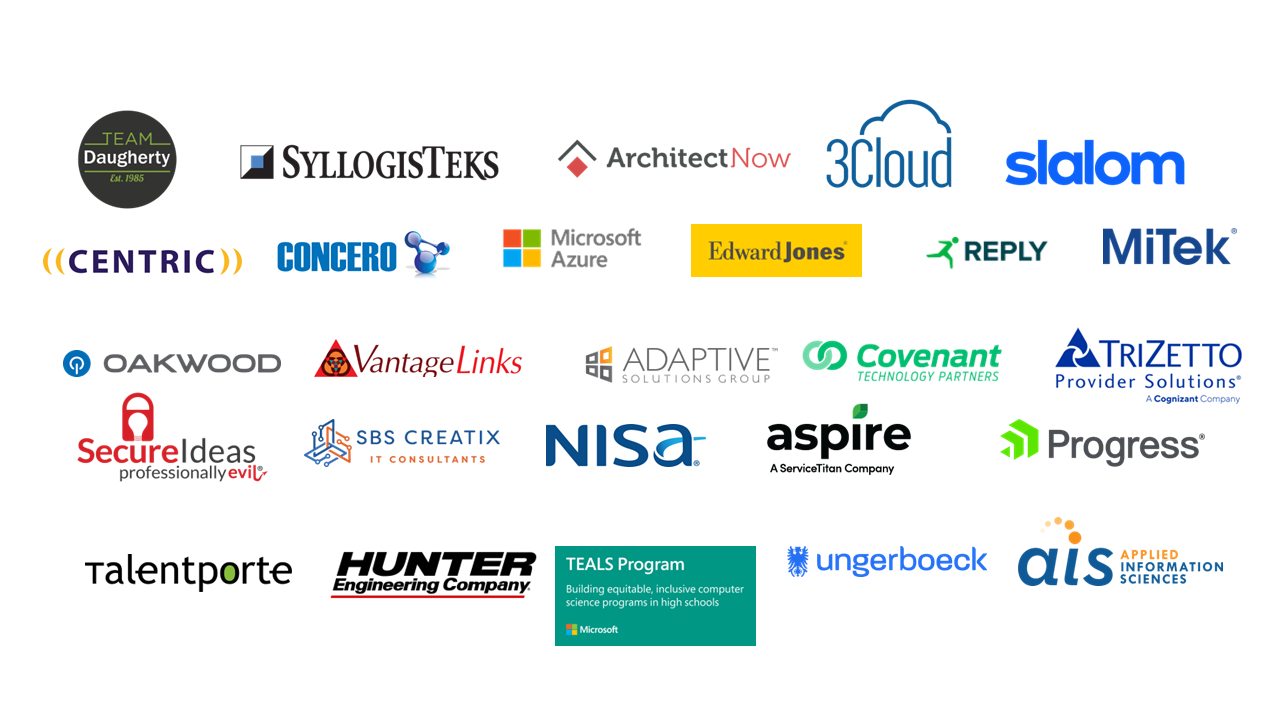 TEAM
Daugherty
Est. 1985
SYLLOGISTEKS
ArchitectNow
3Cloud
slalom
((CENTRIC))
CONCERO
Microsoft
Azure
Edward Jones®
REPLY
MiTek®
OAKWOOD
VantageLinks
ADAPTIVE™
SOLUTIONS GROUP
Covenant
TECHNOLOGY PARTNERS
TRIZETTO
Provider Solutions®
A Cognizant Company
SecureIdeas
professionally evil®
SBS CREATIX
IT CONSULTANTS
NISa®
aspire
A ServiceTitan Company
Progress®
Talentporte
HUNTER
Engineering Company®
TEALS Program
Building equitable, inclusive computer
science programs in high schools
Microsoft
ungerboeck
ais
APPLIED
INFORMATION
SCIENCES